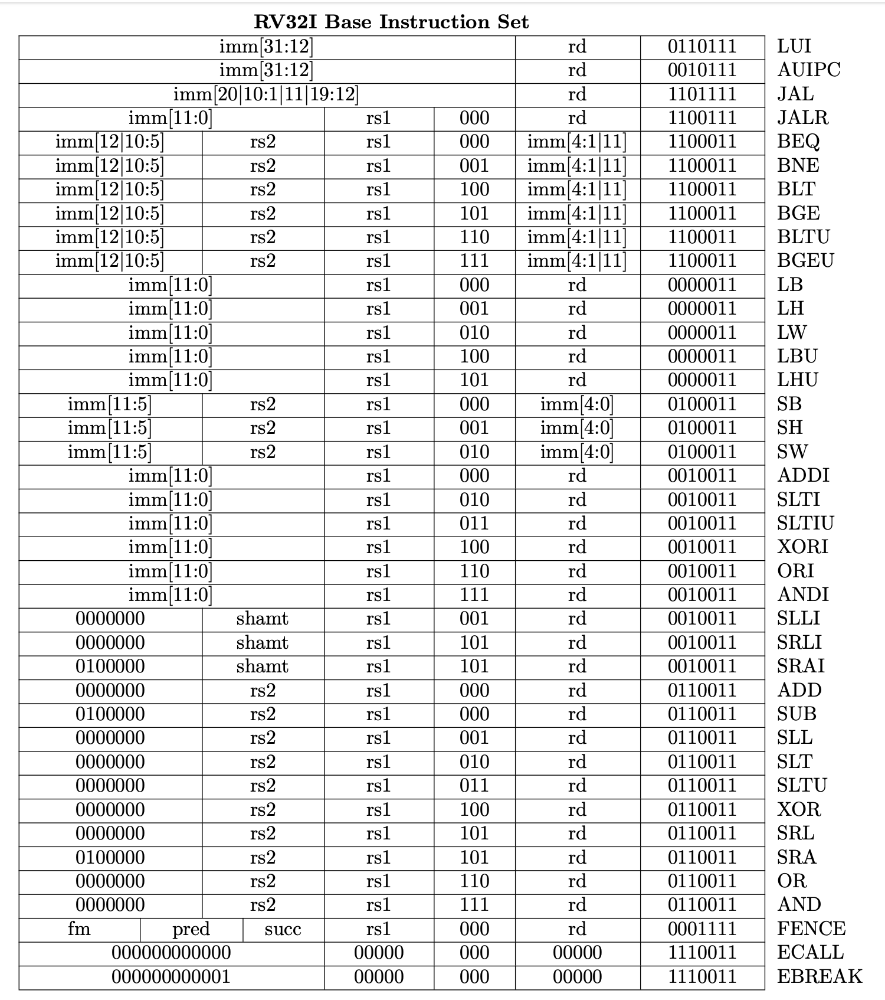 RV32I Base Instruction Set
imm[31:12] rd 0110111 LUI
imm[31:12] rd 0010111 AUIPC
imm[20|10:1|11|19:12] rd 1101111 JAL
imm[11:0] rs1 000 rd 1100111 JALR
imm[12|10:5] rs2 rs1 000 imm[4:1|11] 1100011 BEQ
imm[12|10:5] rs2 rs1 001 imm[4:1|11] 1100011 BNE
imm[12|10:5] rs2 rs1 100 imm[4:1|11] 1100011 BLT
imm[12|10:5] rs2 rs1 101 imm[4:1|11] 1100011 BGE
imm[12|10:5] rs2 rs1 110 imm[4:1|11] 1100011 BLTU
imm[12|10:5] rs2 rs1 111 imm[4:1|11] 1100011 BGEU
imm[11:0] rs1 000 rd 0000011 LB
imm[11:0] rs1 001 rd 0000011 LH
imm[11:0] rs1 010 rd 0000011 LW
imm[11:0] rs1 100 rd 0000011 LBU
imm[11:0] rs1 101 rd 0000011 LHU
imm[11:5] rs2 rs1 000 imm[4:0] 0100011 SB
imm[11:5] rs2 rs1 001 imm[4:0] 0100011 SH
imm[11:5] rs2 rs1 010 imm[4:0] 0100011 SW
imm[11:0] rs1 000 rd 0010011 ADDI
imm[11:0] rs1 010 rd 0010011 SLTI
imm[11:0] rs1 011 rd 0010011 SLTIU
imm[11:0] rs1 100 rd 0010011 XORI
imm[11:0] rs1 110 rd 0010011 ORI
imm[11:0] rs1 111 rd 0010011 ANDI
0000000 shamt rs1 001 rd 0010011 SLLI
0000000 shamt rs1 101 rd 0010011 SRLI
0100000 shamt rs1 101 rd 0010011 SRAI
0000000 rs2 rs1 000 rd 0110011 ADD
0100000 rs2 rs1 000 rd 0110011 SUB
0000000 rs2 rs1 001 rd 0110011 SLL
0000000 rs2 rs1 010 rd 0110011 SLT
0000000 rs2 rs1 011 rd 0110011 SLTU
0000000 rs2 rs1 100 rd 0110011 XOR
0000000 rs2 rs1 101 rd 0110011 SRL
0100000 rs2 rs1 101 rd 0110011 SRA
0000000 rs2 rs1 110 rd 0110011 OR
0000000 rs2 rs1 111 rd 0110011 AND
fm pred succ rs1 000 rd 0001111 FENCE
000000000000 00000 000 00000 1110011 ECALL
000000000001 00000 000 00000 1110011 EBREAK